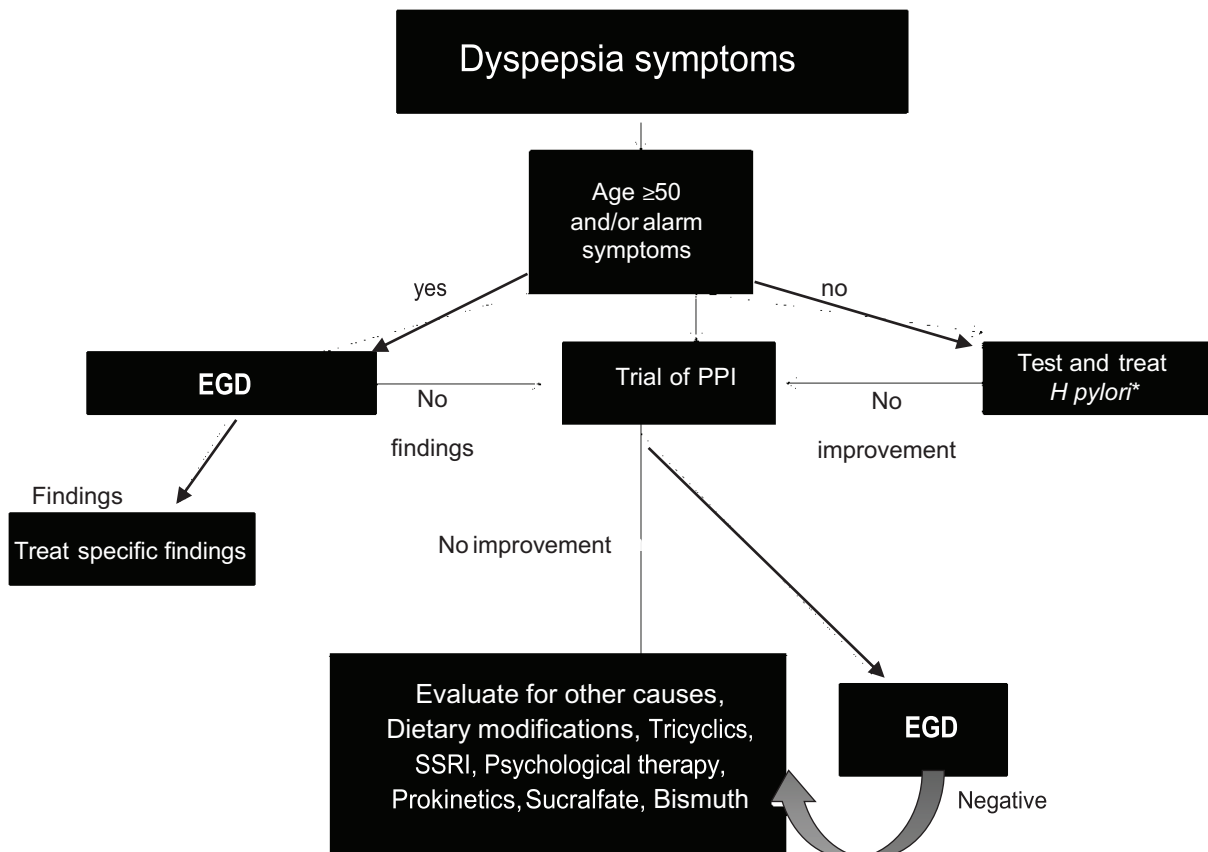 Dyspepsia symptoms
Age ≥50
and/or alarm
symptoms
yes
no
EGD
No
findings
Trial of PPI
No
improvement
Test and treat
H pylori*
Findings
Treat specific findings
No improvement
Evaluate for other causes,
Dietary modifications, Tricyclics,
SSRI, Psychological therapy,
Prokinetics, Sucralfate, Bismuth
EGD
Negative